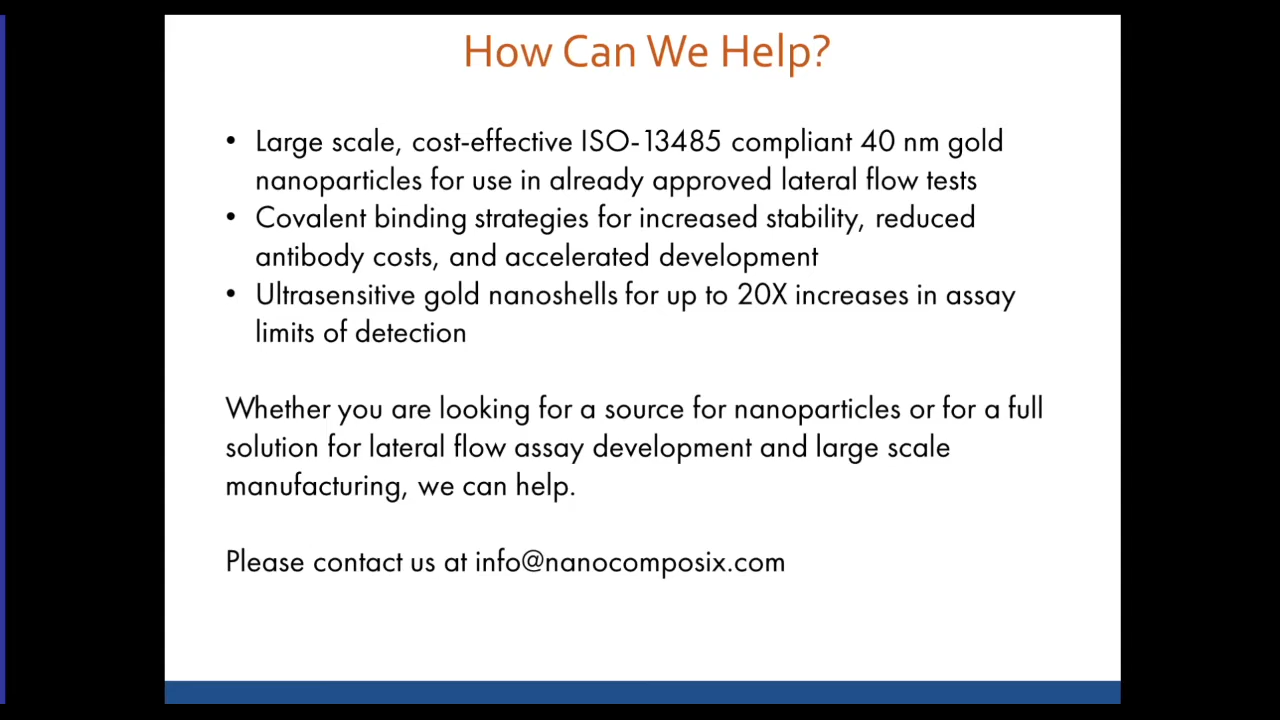 How Can We Help?
• Large scale, cost-effective ISO-13485 compliant 40 nm gold
nanoparticles for use in already approved lateral flow tests
• Covalent binding strategies for increased stability, reduced
antibody costs, and accelerated development
• Ultrasensitive gold nanoshells for up to 20X increases in assay
limits of detection
Whether you are looking for a source for nanoparticles or for a full
solution for lateral flow assay development and large scale
manufacturing, we can help.
Please contact us at info@nanocomposix.com